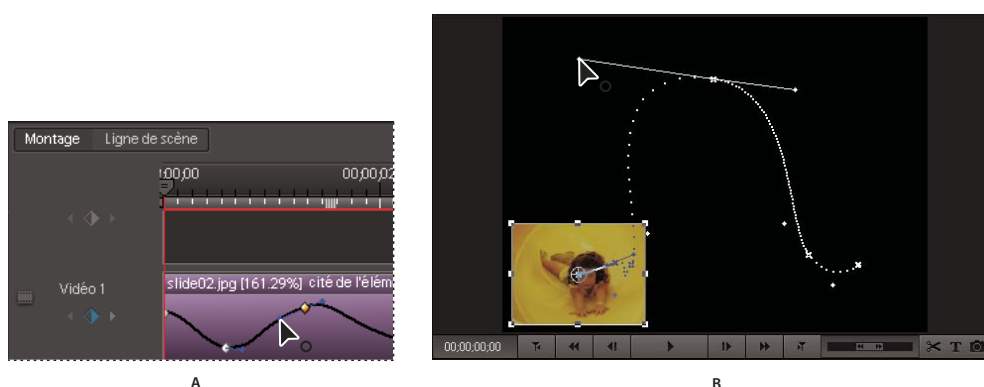 Montage Ligne de scène
;00;00 00;00;02
slide02.jpg [161.29%] cité de l'élém
Vidéo 1
00;00;00;00
T
A
B